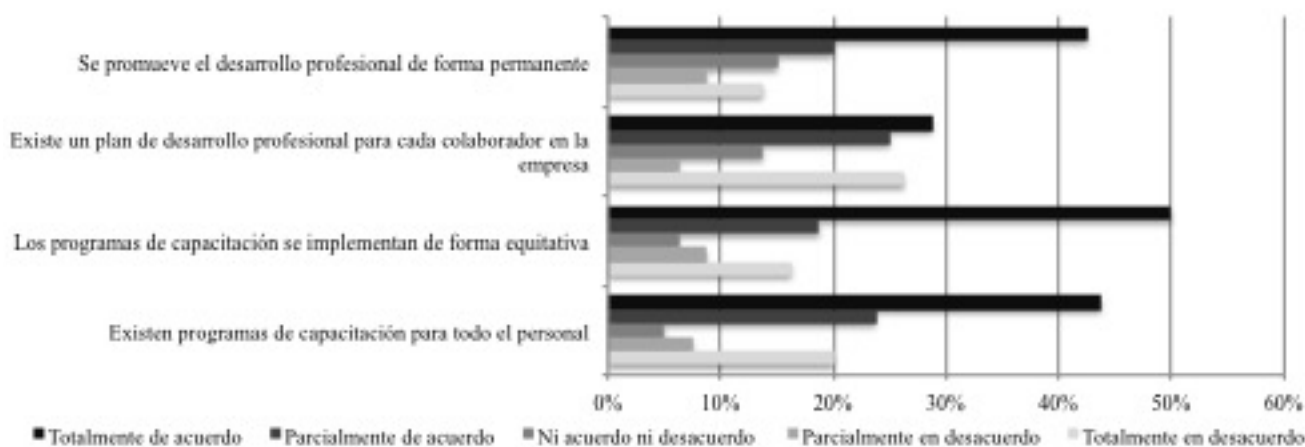 Se promueve el desarrollo profesional de forma permanente
Existe un plan de desarrollo profesional para cada colaborador en la
empresa
Los programas de capacitación se implementan de forma equitativa
Existen programas de capacitación para todo el personal
0% 10% 20% 30% 40% 50% 60%
Totalmente de acuerdo Parcialmente de acuerdo Ni acuerdo ni desacuerdo Parcialmente en desacuerdo Totalmente en desacuerdo